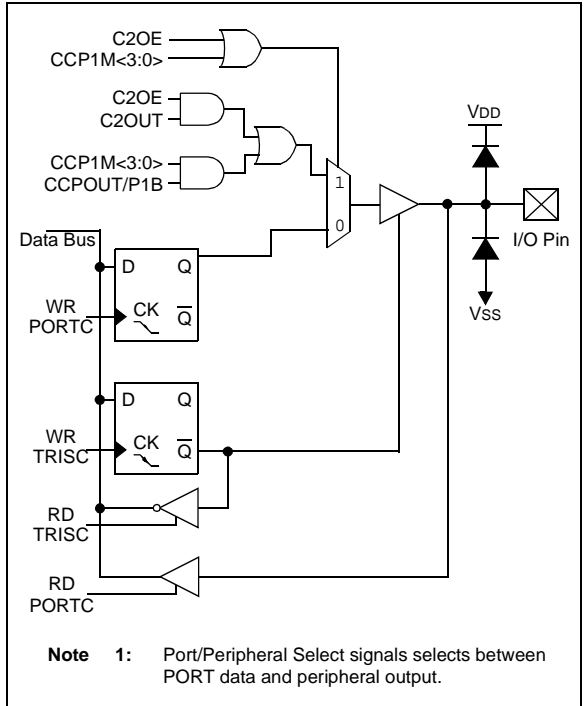 C2OE
CCP1M<3:0>
C2OE
C2OUT
CCP1M<3:0>
CCPOUT/P1B
VDD
1
0
I/O Pin
VSS
Data Bus
D Q
WR
PORTC
CK Q
D Q
WR
TRISC
CK Q
RD
TRISC
RD
PORTC
Note 1: Port/Peripheral Select signals selects between
PORT data and peripheral output.